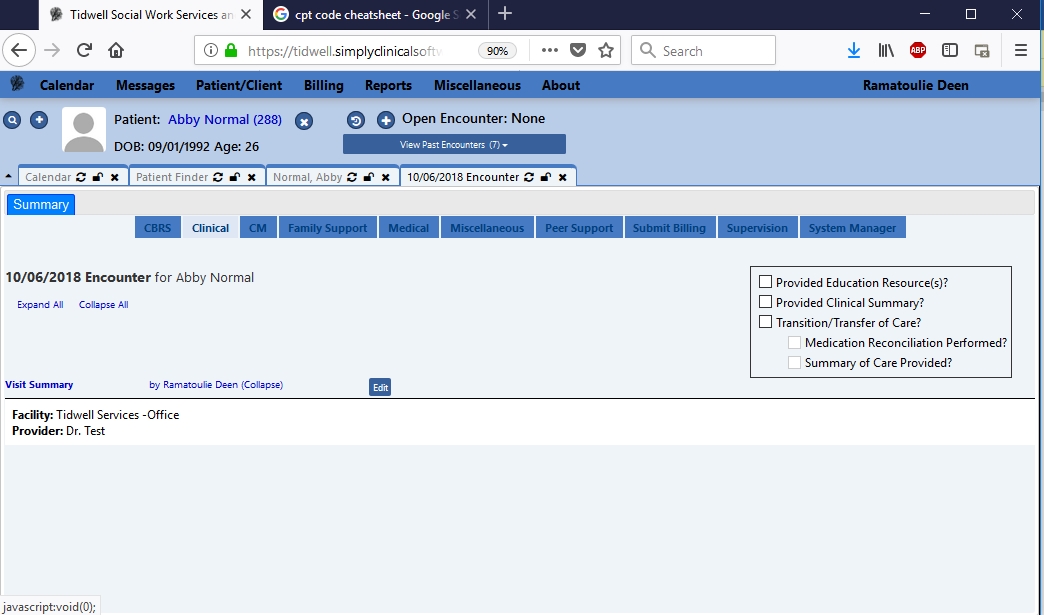 Tidwell Social Work Services an
cpt code cheatsheet - Google S
https://tidwell.simplyclinicalsoftw
90%
Search
ABP
Calendar Messages Patient/Client Billing Reports Miscellaneous About Ramatoulie Deen
Patient: Abby Normal (288)
DOB: 09/01/1992 Age: 26
Open Encounter: None
View Past Encounters (7)
Calendar Patient Finder Normal, Abby 10/06/2018 Encounter
Summary
CBRS Clinical CM Family Support Medical Miscellaneous Peer Support Submit Billing Supervision System Manager
10/06/2018 Encounter for Abby Normal
Expand All Collapse All
Provided Education Resource(s)?
Provided Clinical Summary?
Transition/Transfer of Care?
Medication Reconciliation Performed?
Summary of Care Provided?
Visit Summary by Ramatoulie Deen (Collapse) Edit
Facility: Tidwell Services -Office
Provider: Dr. Test
javascript:void(0);